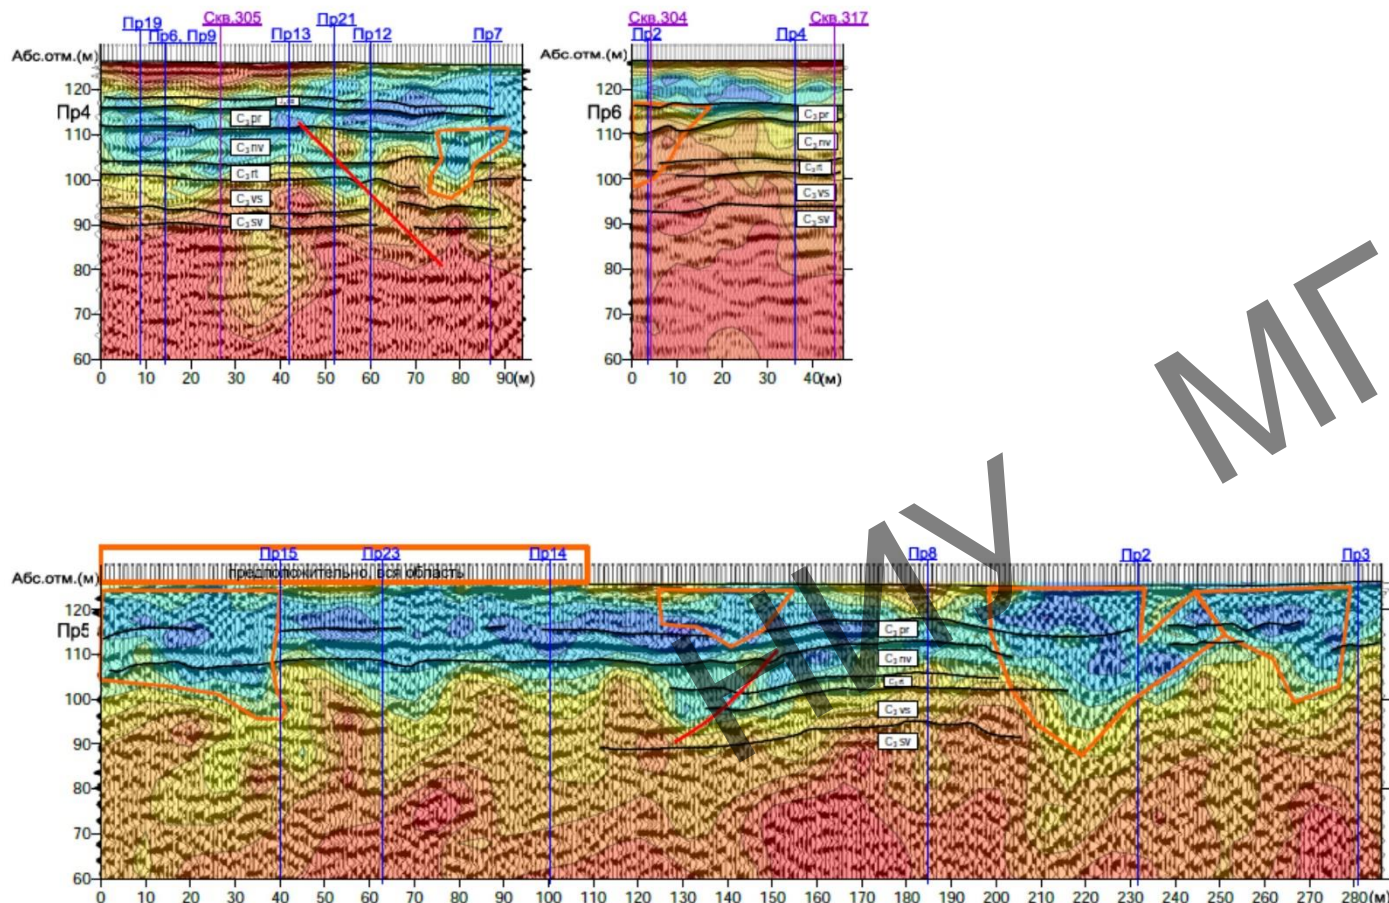 Пр19 Скв.305 Пр21
Пр6, Пр9 Пр13 Пр12 Пр7
Абс.отм.(м)
120
Пр4
110
100
90
80
70
60
C₃pr
C₃nv
C₃rt
C₃vs
C₃sv
0 10 20 30 40 50 60 70 80 90(м)
Скв.304 Скв.317
Пр2 Пр4
Абс.отм.(м)
120
Пр6
110
100
90
80
70
60
C₃pr
C₃nv
C₃rt
C₃vs
C₃sv
0 10 20 30 40(м)
Пр15 Пр23 Пр14 Пр8 Пр2 Пр3
предположительно, вся область
Абс.отм.(м)
120
Пр5
110
100
90
80
70
60
C₃pr
C₃nv
C₃rt
C₃vs
C₃sv
0 10 20 30 40 50 60 70 80 90 100 110 120 130 140 150 160 170 180 190 200 210 220 230 240 250 260 270 280(м)
НИУ МГ